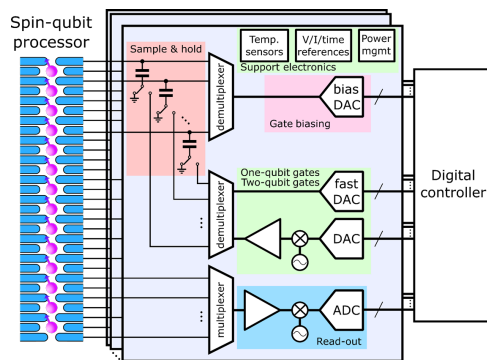 Spin-qubit
processor
Sample & hold
Temp.
sensors
V/I/time
references
Power
mgmt
Support electronics
demultiplexer
bias
DAC
Gate biasing
Digital
controller
One-qubit gates
Two-qubit gates
demultiplexer
fast
DAC
DAC
multiplexer
ADC
Read-out